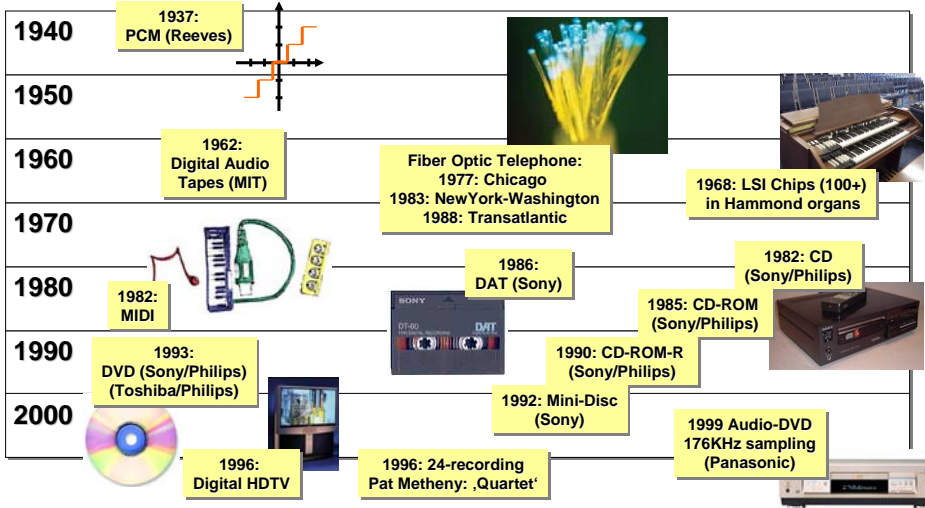 1940
1937:
PCM (Reeves)
1950
1962:
Digital Audio
Tapes (MIT)
1960
Fiber Optic Telephone:
1977: Chicago
1983: NewYork-Washington
1988: Transatlantic
1968: LSI Chips (100+)
in Hammond organs
1970
1982: CD
(Sony/Philips)
1986:
DAT (Sony)
1980
1982:
MIDI
SONY
DT-60
DAT
1985: CD-ROM
(Sony/Philips)
1990
1993:
DVD (Sony/Philips)
(Toshiba/Philips)
1990: CD-ROM-R
(Sony/Philips)
1992: Mini-Disc
(Sony)
2000
1999 Audio-DVD
176KHz sampling
(Panasonic)
1996:
Digital HDTV
1996: 24-recording
Pat Metheny: ‚Quartet‘